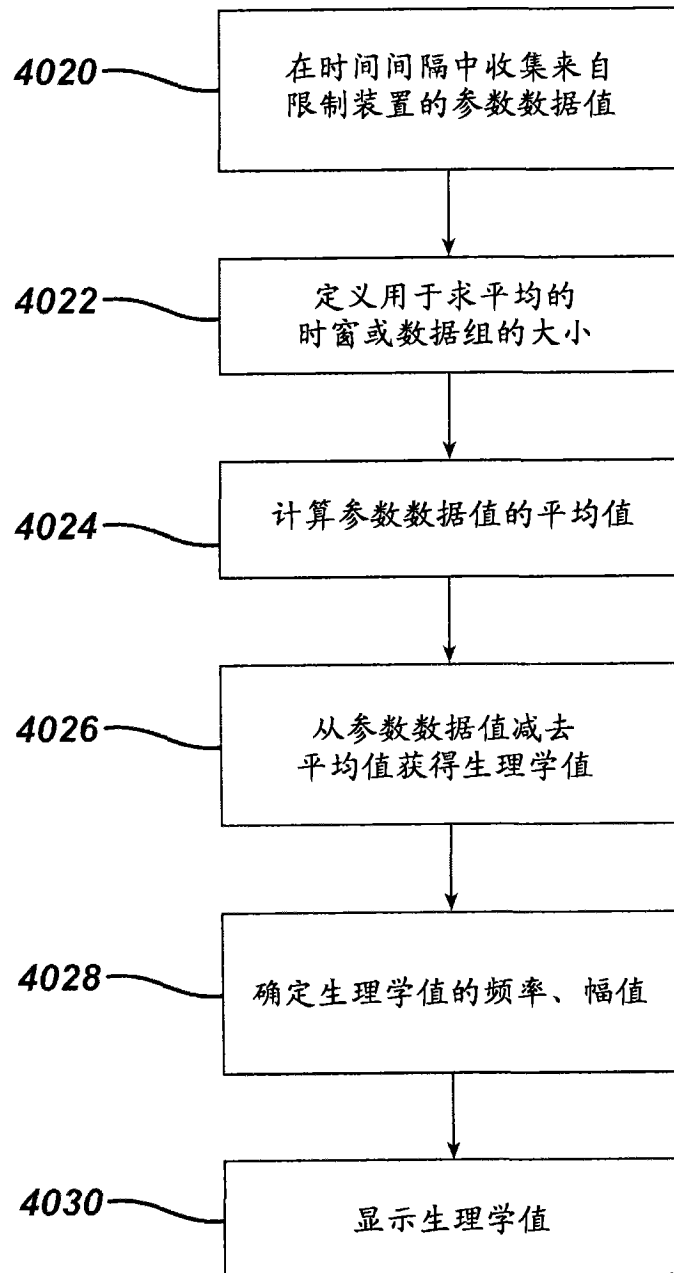 4020
在时间间隔中收集来自
限制装置的参数数据值
4022
定义用于求平均的
时窗或数据组的大小
4024
计算参数数据值的平均值
4026
从参数数据值减去
平均值获得生理学值
4028
确定生理学值的频率、幅值
4030
显示生理学值